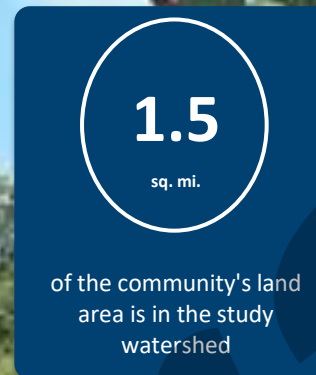 1.5
sq. mi.
of the community's land
area is in the study
watershed